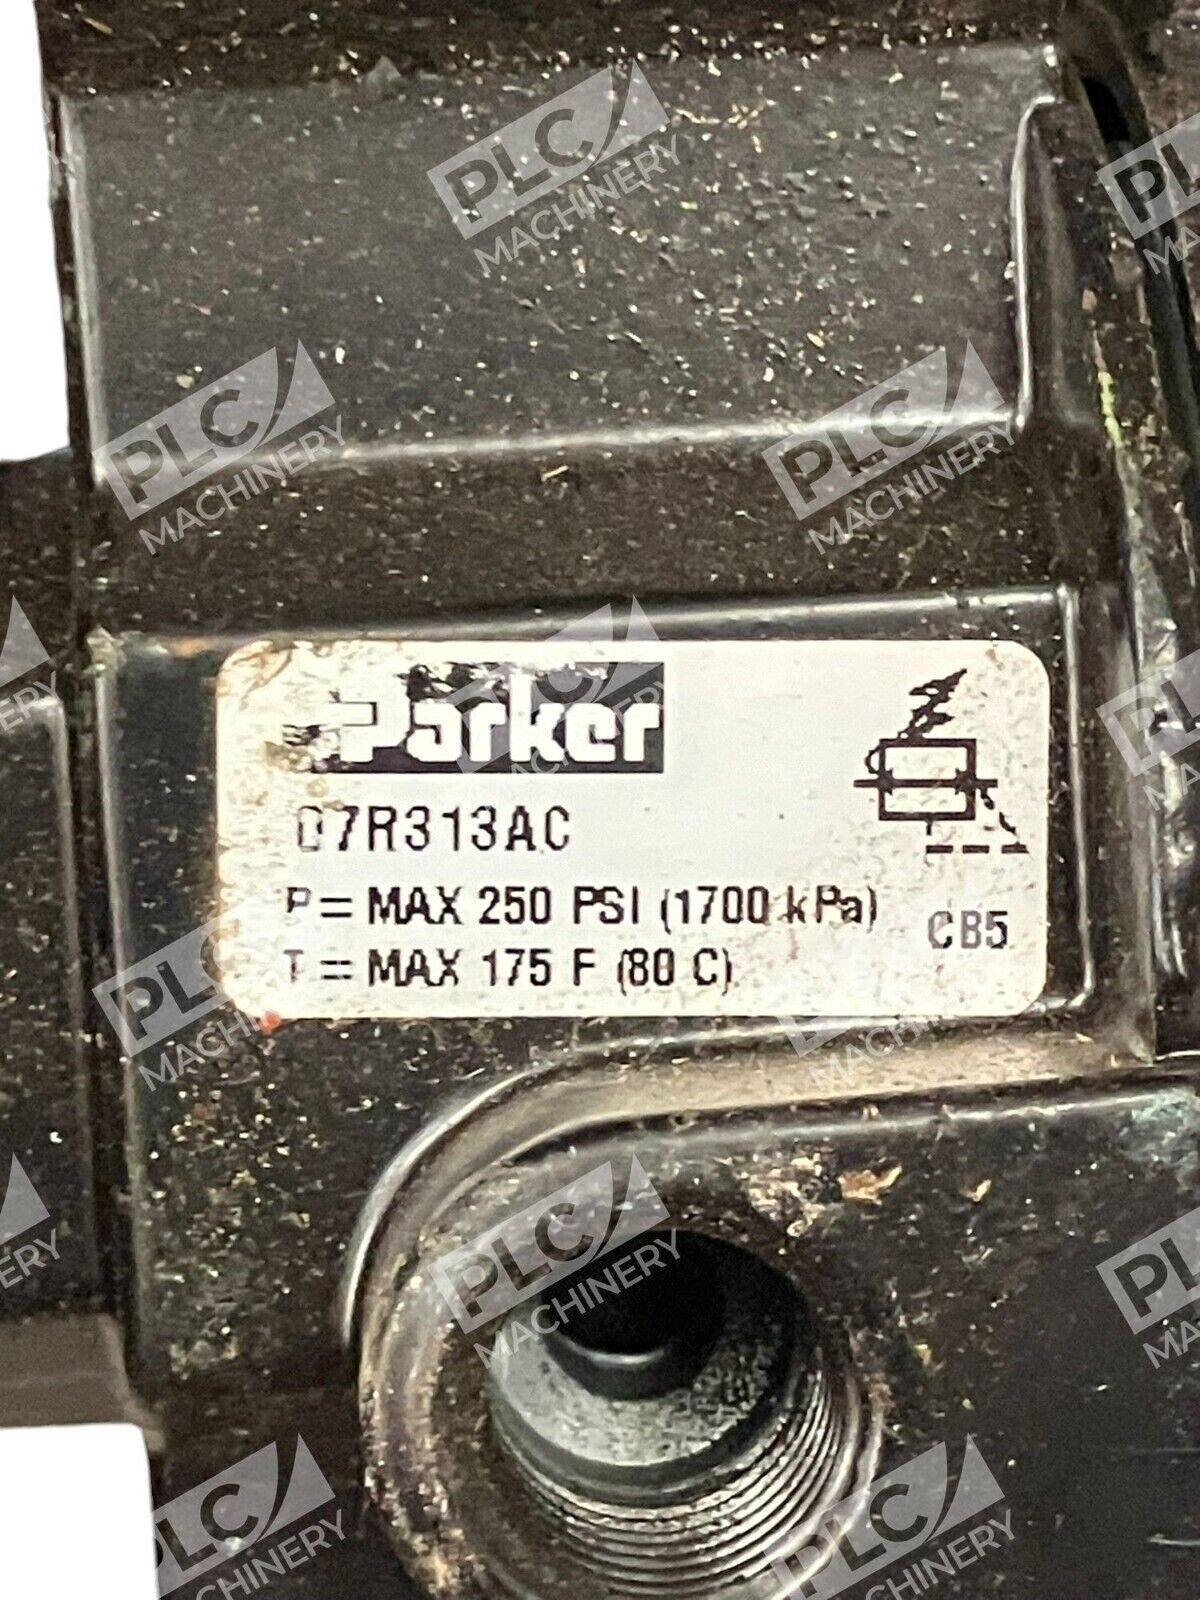 PLC MACHINERY
Parker
07R313AC
P = MAX 250 PSI (1700 kPa)
T = MAX 175 F (80 C)
CB5